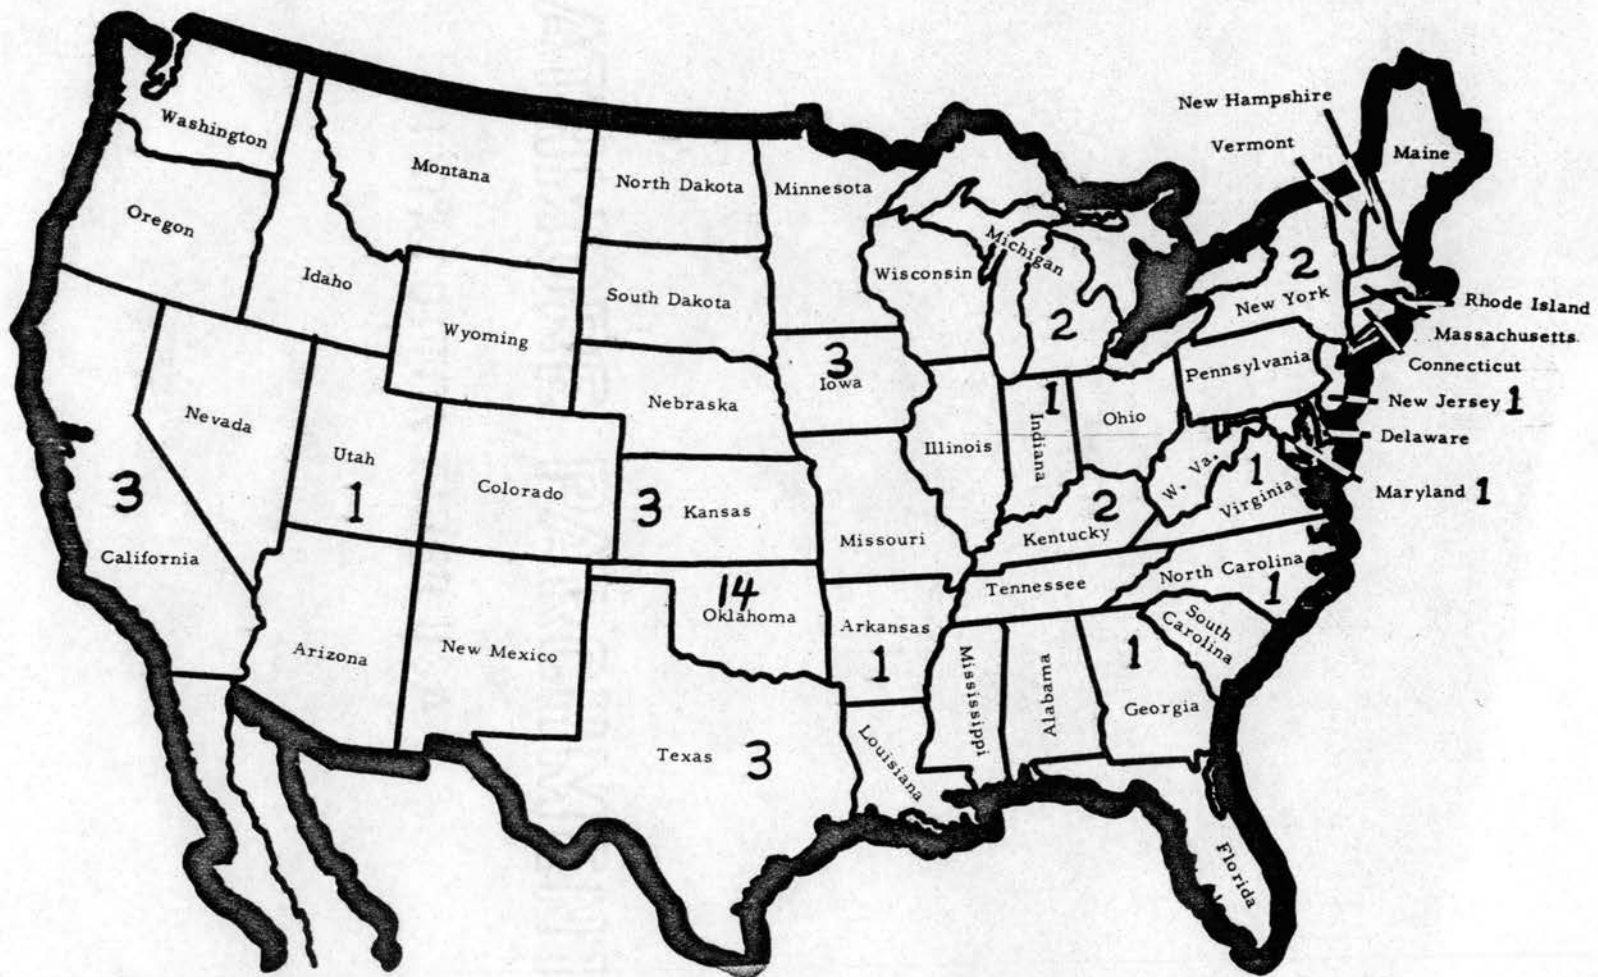 New Hampshire
Vermont
Washington
Montana
North Dakota
Minnesota
Maine
Oregon
Idaho
Michigan
Wisconsin
2
South Dakota
New York
Rhode Island
Wyoming
2
Massachusetts.
3
Iowa
Pennsylvania
Connecticut
Nevada
Nebraska
1
Indiana
Ohio
New Jersey 1
Utah
1
Illinois
Delaware
Colorado
3 Kansas
W. Va.
1
Virginia
Maryland 1
3
California
Missouri
2
Kentucky
14
Oklahoma
Tennessee
North Carolina
1
Arizona
New Mexico
Arkansas
1
South
Carolina
Mississippi
Alabama
1
Georgia
Texas 3
Louisiana
Florida